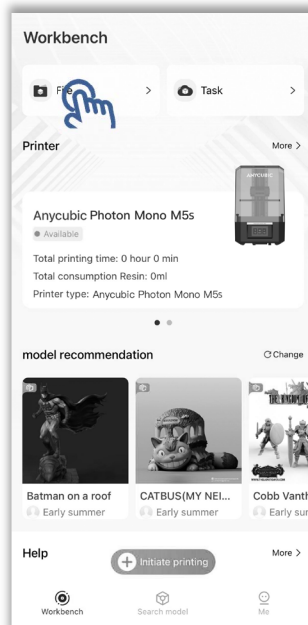 Workbench
File
Task
Printer
More
ANYCUBIC
Anycubic Photon Mono M5s
Available
Total printing time: 0 hour 0 min
Total consumption Resin: 0ml
Printer type: Anycubic Photon Mono M5s
model recommendation
Change
Batman on a roof
CATBUS(MY NEI...
Cobb Vanth
Early summer
Early summer
Early sum
Help
Initiate printing
More
Workbench
Search model
Me